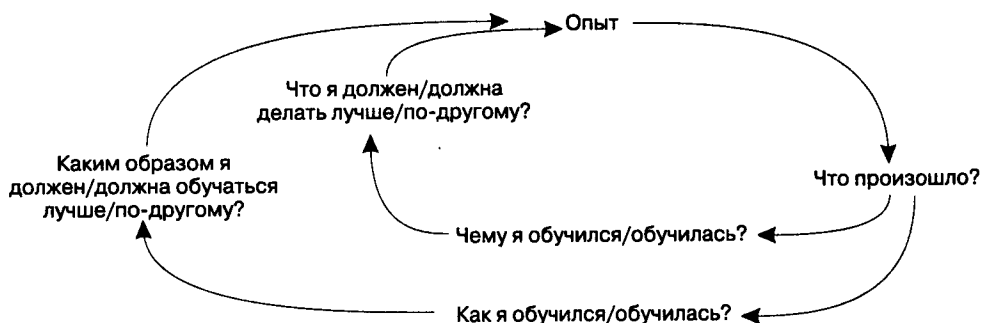 Опыт
Что я должен/должна
делать лучше/по-другому?
Каким образом я
должен/должна обучаться
лучше/по-другому?
Что произошло?
Чему я обучился/обучилась?
Как я обучился/обучилась?